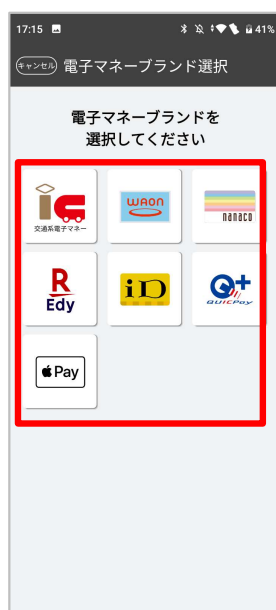 17:15 41%
キャンセル 電子マネーブランド選択
電子マネーブランドを
選択してください
交通系電子マネー
WAON
nanaco
R
Edy
iD
Q+
QUICPay
Pay